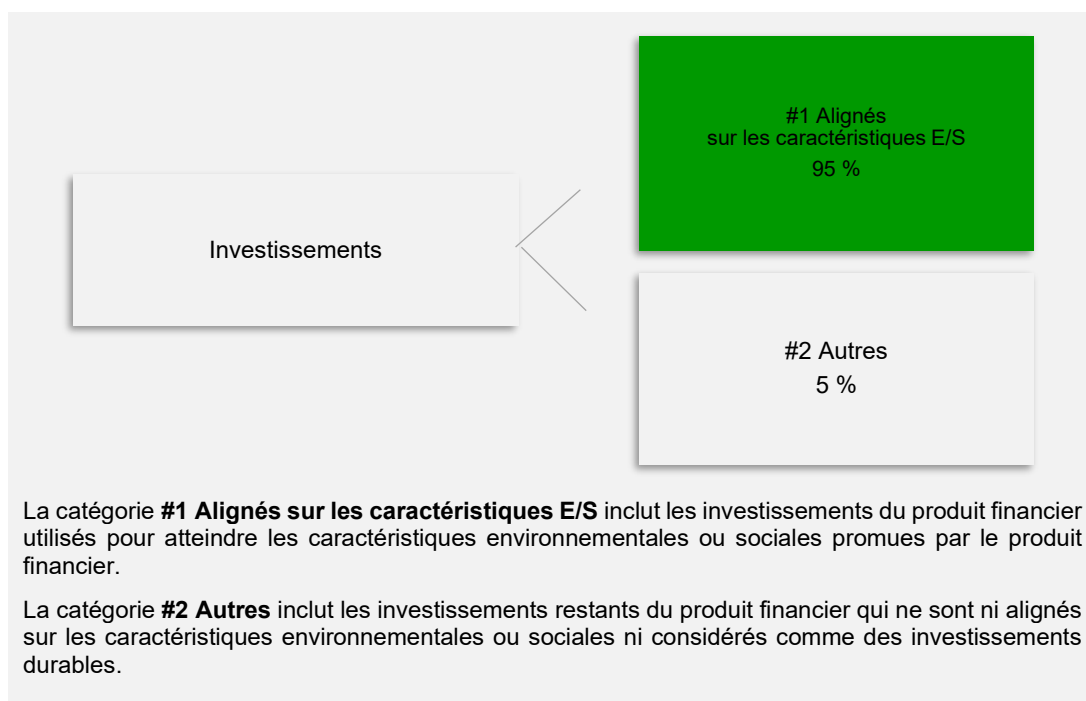 #1 Alignés
sur les caractéristiques E/S
95 %
Investissements
#2 Autres
5 %
La catégorie #1 Alignés sur les caractéristiques E/S inclut les investissements du produit financier
utilisés pour atteindre les caractéristiques environnementales ou sociales promues par le produit
financier.
La catégorie #2 Autres inclut les investissements restants du produit financier qui ne sont ni alignés
sur les caractéristiques environnementales ou sociales ni considérés comme des investissements
durables.